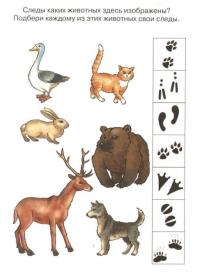 Следы каких животных здесь изображены?
Подбери каждому из этих животных свои следы.